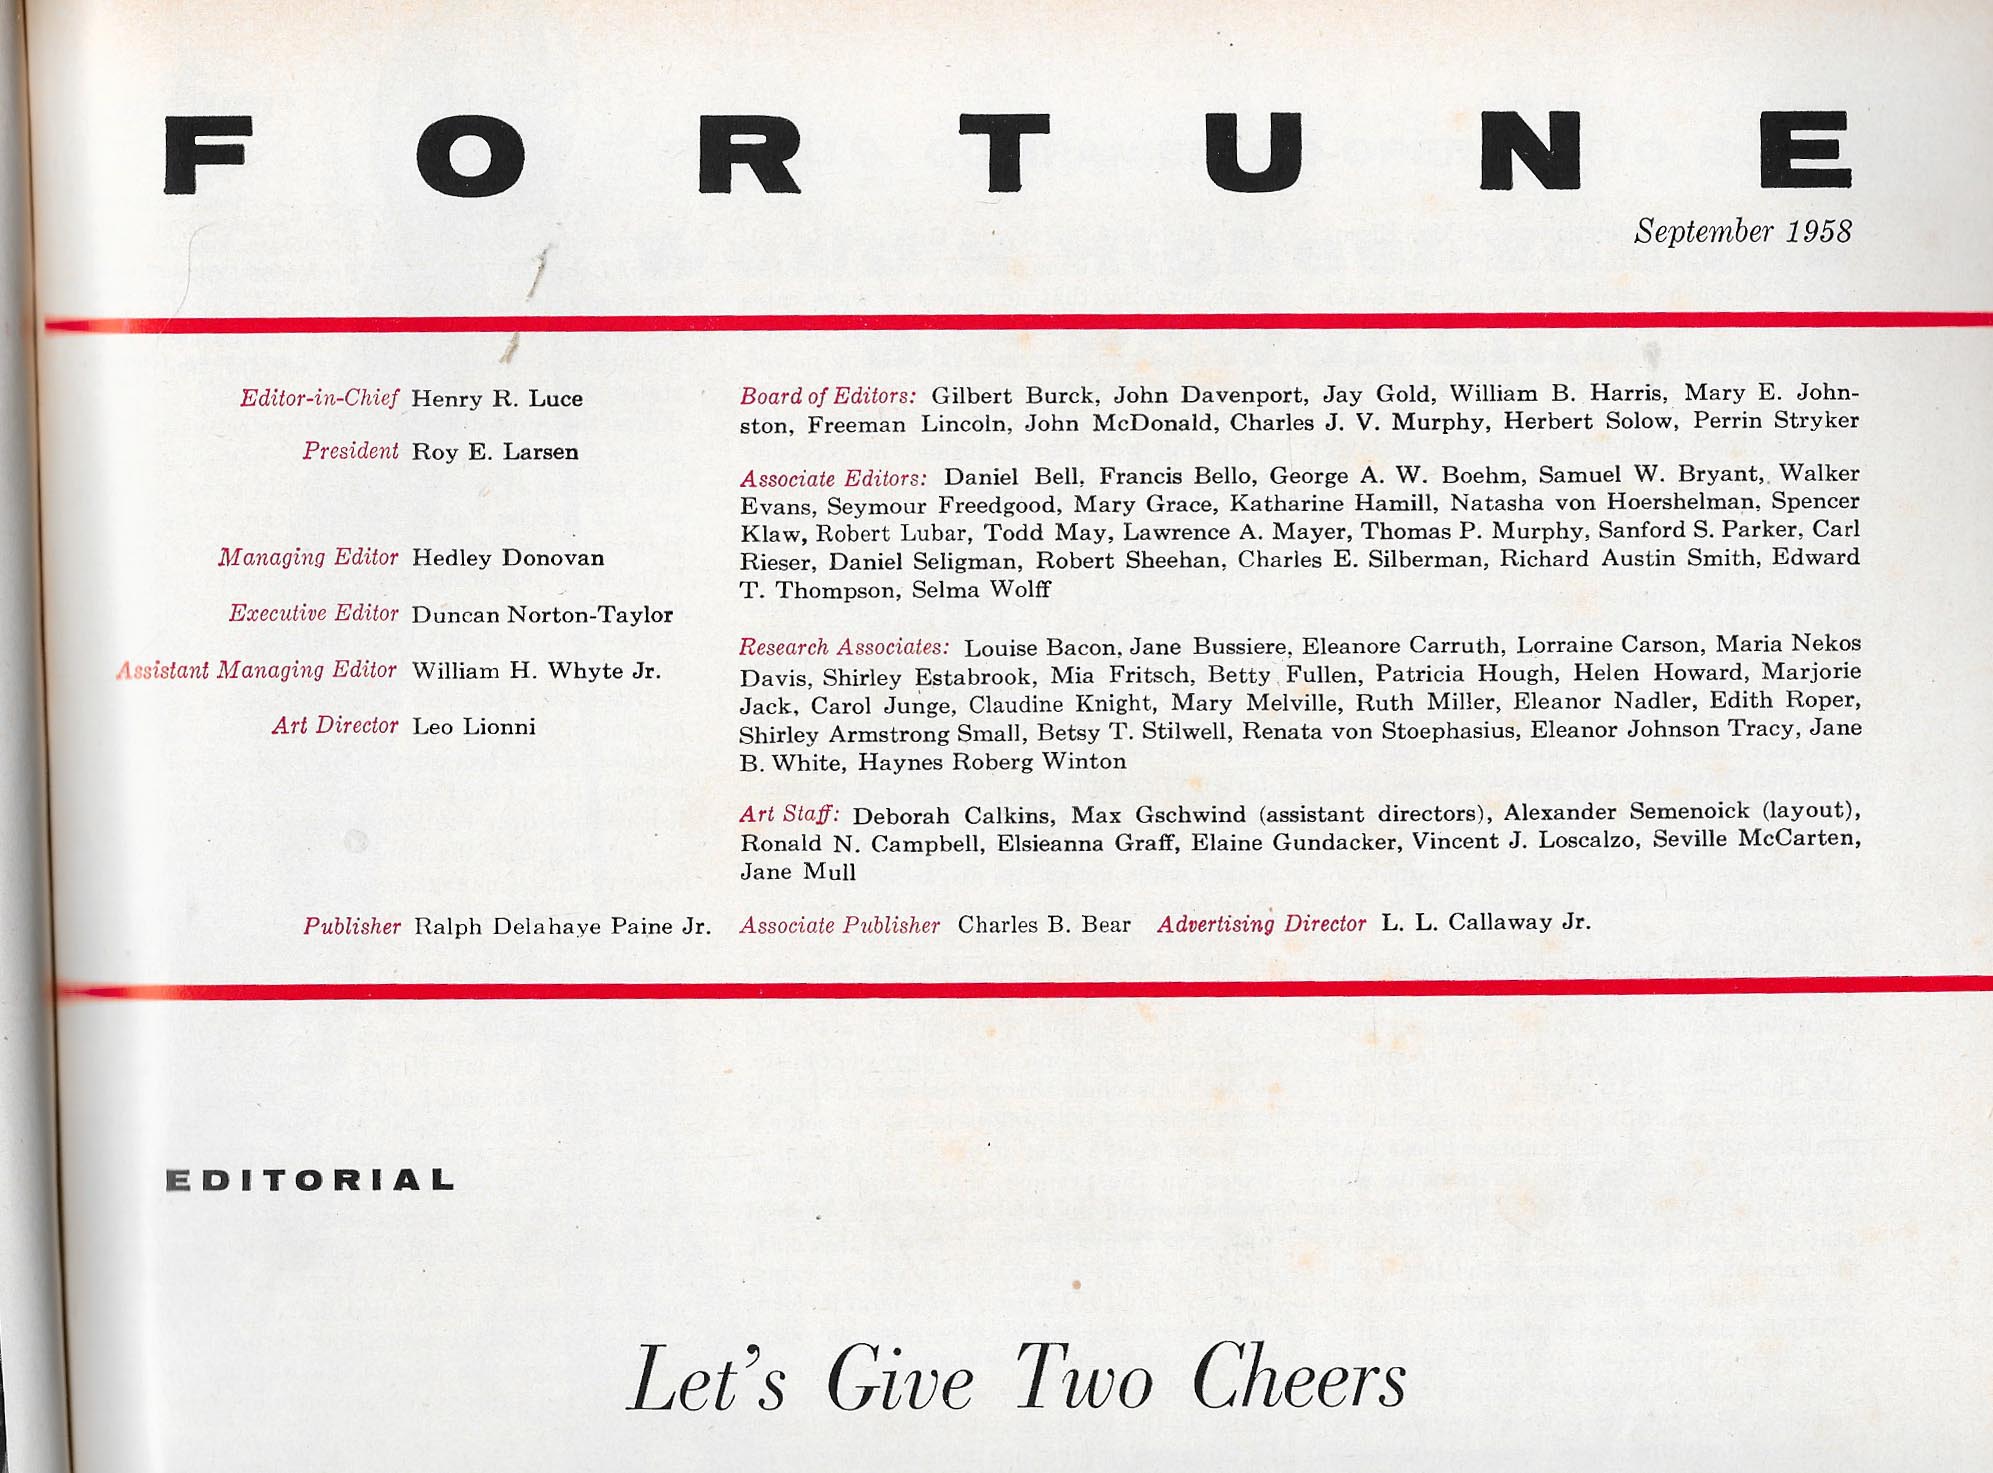 FORTUNE
September 1958
Editor-in-Chief Henry R. Luce
President Roy E. Larsen
Managing Editor Hedley Donovan
Executive Editor Duncan Norton-Taylor
Assistant Managing Editor William H. Whyte Jr.
Art Director Leo Lionni
Board of Editors: Gilbert Burck, John Davenport, Jay Gold, William B. Harris, Mary E. John-
ston, Freeman Lincoln, John McDonald, Charles J. V. Murphy, Herbert Solow, Perrin Stryker
Associate Editors: Daniel Bell, Francis Bello, George A. W. Boehm, Samuel W. Bryant, Walker
Evans, Seymour Freedgood, Mary Grace, Katharine Hamill, Natasha von Hoershelman, Spencer
Klaw, Robert Lubar, Todd May, Lawrence A. Mayer, Thomas P. Murphy, Sanford S. Parker, Carl
Rieser, Daniel Seligman, Robert Sheehan, Charles E. Silberman, Richard Austin Smith, Edward
T. Thompson, Selma Wolff
Research Associates: Louise Bacon, Jane Bussiere, Eleanore Carruth, Lorraine Carson, Maria Nekos
Davis, Shirley Estabrook, Mia Fritsch, Betty Fullen, Patricia Hough, Helen Howard, Marjorie
Jack, Carol Junge, Claudine Knight, Mary Melville, Ruth Miller, Eleanor Nadler, Edith Roper,
Shirley Armstrong Small, Betsy T. Stilwell, Renata von Stoephasius, Eleanor Johnson Tracy, Jane
B. White, Haynes Roberg Winton
Art Staff: Deborah Calkins, Max Gschwind (assistant directors), Alexander Semenoick (layout),
Ronald N. Campbell, Elsieanna Graff, Elaine Gundacker, Vincent J. Loscalzo, Seville McCarten,
Jane Mull
Publisher Ralph Delahaye Paine Jr. Associate Publisher Charles B. Bear Advertising Director L. L. Callaway Jr.
EDITORIAL
Let's Give Two Cheers